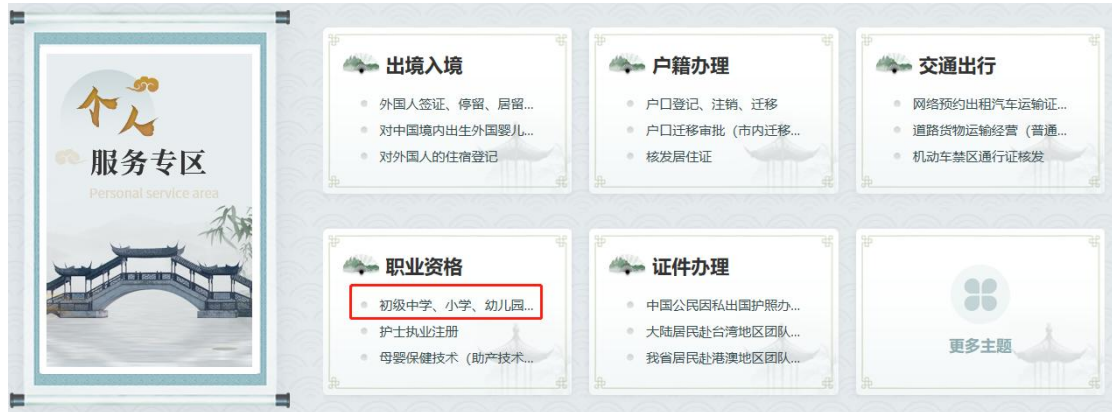 个人
服务专区
Personal service area
出境入境
外国人签证、停留、居留...
对中国境内出生外国婴儿...
对外国人的住宿登记
户籍办理
户口登记、注销、迁移
户口迁移审批（市内迁移...
核发居住证
交通出行
网络预约出租汽车运输证...
道路货物运输经营（普通...
机动车禁区通行证核发
职业资格
初级中学、小学、幼儿园...
护士执业注册
母婴保健技术（助产技术...
证件办理
中国公民因私出国护照办...
大陆居民赴台湾地区团队...
我省居民赴港澳地区团队...
更多主题